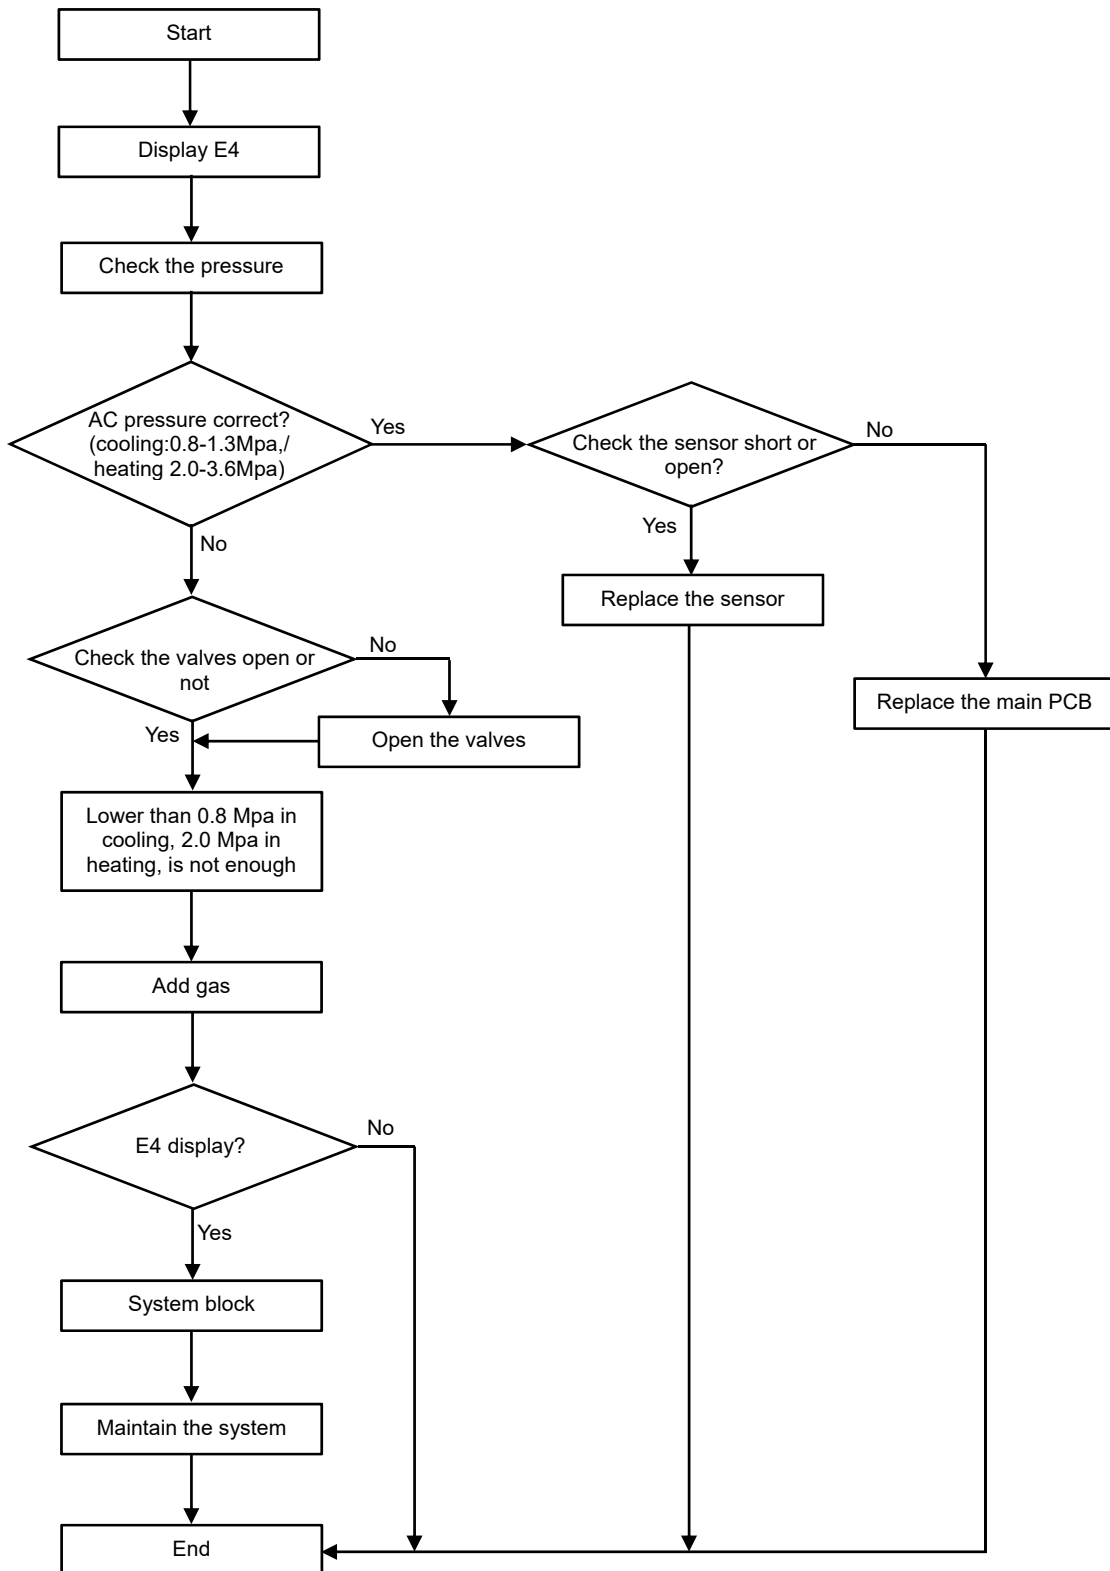 Start
Display E4
Check the pressure
AC pressure correct?
(cooling:0.8-1.3Mpa,/
heating 2.0-3.6Mpa)
Yes
Check the sensor short or
open?
No
Yes
No
Replace the sensor
Check the valves open or
not
No
Replace the main PCB
Yes
Open the valves
Lower than 0.8 Mpa in
cooling, 2.0 Mpa in
heating, is not enough
Add gas
E4 display?
No
Yes
System block
Maintain the system
End